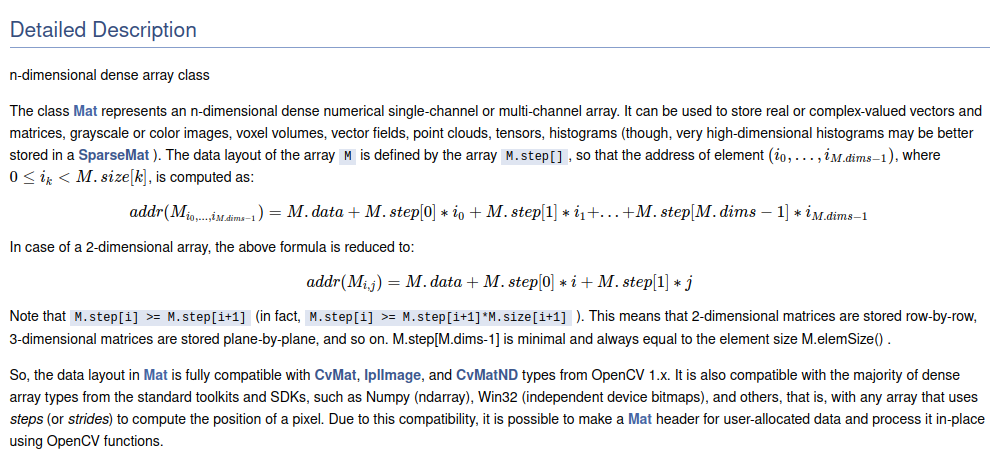 Detailed Description
n-dimensional dense array class
The class Mat represents an n-dimensional dense numerical single-channel or multi-channel array. It can be used to store real or complex-valued vectors and
matrices, grayscale or color images, voxel volumes, vector fields, point clouds, tensors, histograms (though, very high-dimensional histograms may be better
stored in a SparseMat ). The data layout of the array M is defined by the array M.step[] , so that the address of element (i₀, . . . , i_{M.dims−1}), where
0 ≤ i_k < M. size[k], is computed as:
addr(M_{i₀,...,i_{M.dims−1}}) = M. data + M. step[0] ∗ i₀ + M. step[1] ∗ i₁+. . . +M. step[M. dims − 1] ∗ i_{M.dims−1}
In case of a 2-dimensional array, the above formula is reduced to:
addr(M_{i,j}) = M. data + M. step[0] ∗ i + M. step[1] ∗ j
Note that M.step[i] >= M.step[i+1] (in fact, M.step[i] >= M.step[i+1]*M.size[i+1] ). This means that 2-dimensional matrices are stored row-by-row,
3-dimensional matrices are stored plane-by-plane, and so on. M.step[M.dims-1] is minimal and always equal to the element size M.elemSize() .
So, the data layout in Mat is fully compatible with CvMat, IplImage, and CvMatND types from OpenCV 1.x. It is also compatible with the majority of dense
array types from the standard toolkits and SDKs, such as Numpy (ndarray), Win32 (independent device bitmaps), and others, that is, with any array that uses
steps (or strides) to compute the position of a pixel. Due to this compatibility, it is possible to make a Mat header for user-allocated data and process it in-place
using OpenCV functions.